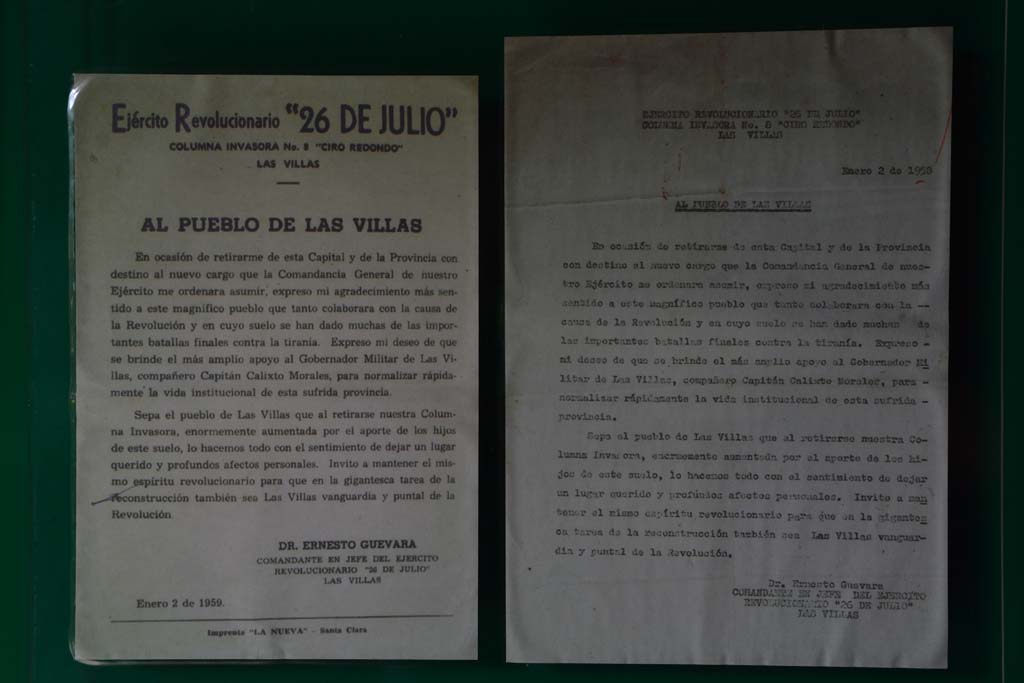 Ejército Revolucionario "26 DE JULIO"
COLUMNA INVASORA No. 8 "CIRO REDONDO"
LAS VILLAS
AL PUEBLO DE LAS VILLAS
En ocasión de retirarme de esta Capital y de la Provincia con
destino al nuevo cargo que la Comandancia General de nuestro
Ejército me ordenara asumir, expreso mi agradecimiento más sen-
tido a este magnífico pueblo que tanto colaborara con la causa de
la Revolución y en cuyo suelo se han dado muchas de las impor-
tantes batallas finales contra la tiranía. Expreso mi deseo de que
se brinde el más amplio apoyo al Gobernador Militar de Las Vi-
llas, compañero Capitán Calixto Morales, para normalizar rápida-
mente la vida institucional de esta sufrida provincia.
Sepa el pueblo de Las Villas que al retirarse nuestra Colum-
na Invasora, enormemente aumentada por el aporte de los hijos
de este suelo, lo hacemos todo con el sentimiento de dejar un lugar
querido y profundos afectos personales. Invito a mantener el mis-
mo espíritu revolucionario para que en la gigantesca tarea de la
reconstrucción también sea Las Villas vanguardia y puntal de la
Revolución
DR. ERNESTO GUEVARA
COMANDANTE EN JEFE DEL EJERCITO
REVOLUCIONARIO "26 DE JULIO"
LAS VILLAS
Enero 2 de 1959.
Imprenta "LA NUEVA" - Santa Clara
EJERCITO REVOLUCIONARIO "26 DE JULIO"
COLUMNA INVASORA No. 8 "CIRO REDONDO"
LAS VILLAS
Enero 2 de 1958
AL PUEBLO DE LAS VILLAS
En ocasión de retirarme de esta Capital y de la Provincia
con destino al nuevo cargo que la Comandancia General de nues-
tro Ejército me ordenara asumir, expreso mi agradecimiento más
sentido a este magnífico pueblo que tanto colaborara con la --
causa de la Revolución y en cuyo suelo se han dado muchas de
las importantes batallas finales contra la tiranía. Expreso -
mi deseo de que se brinde el más amplio apoyo al Gobernador Mi
litar de Las Villas, compañero Capitán Calixto Morales, para -
normalizar rápidamente la vida institucional de esta sufrida -
provincia.
Sepa el pueblo de Las Villas que al retirarse nuestra Co-
lumna Invasora, enormemente aumentada por el aporte de los hi-
jos de este suelo, lo hacemos todo con el sentimiento de dejar
un lugar querido y profundos afectos personales. Invito a man
tener el mismo espíritu revolucionario para que en la gigantes
ca tarea de la reconstrucción también sea Las Villas vanguar-
dia y puntal de la Revolución.
Dr. Ernesto Guevara
COMANDANTE EN JEFE DEL EJERCITO
REVOLUCIONARIO "26 DE JULIO"
LAS VILLAS